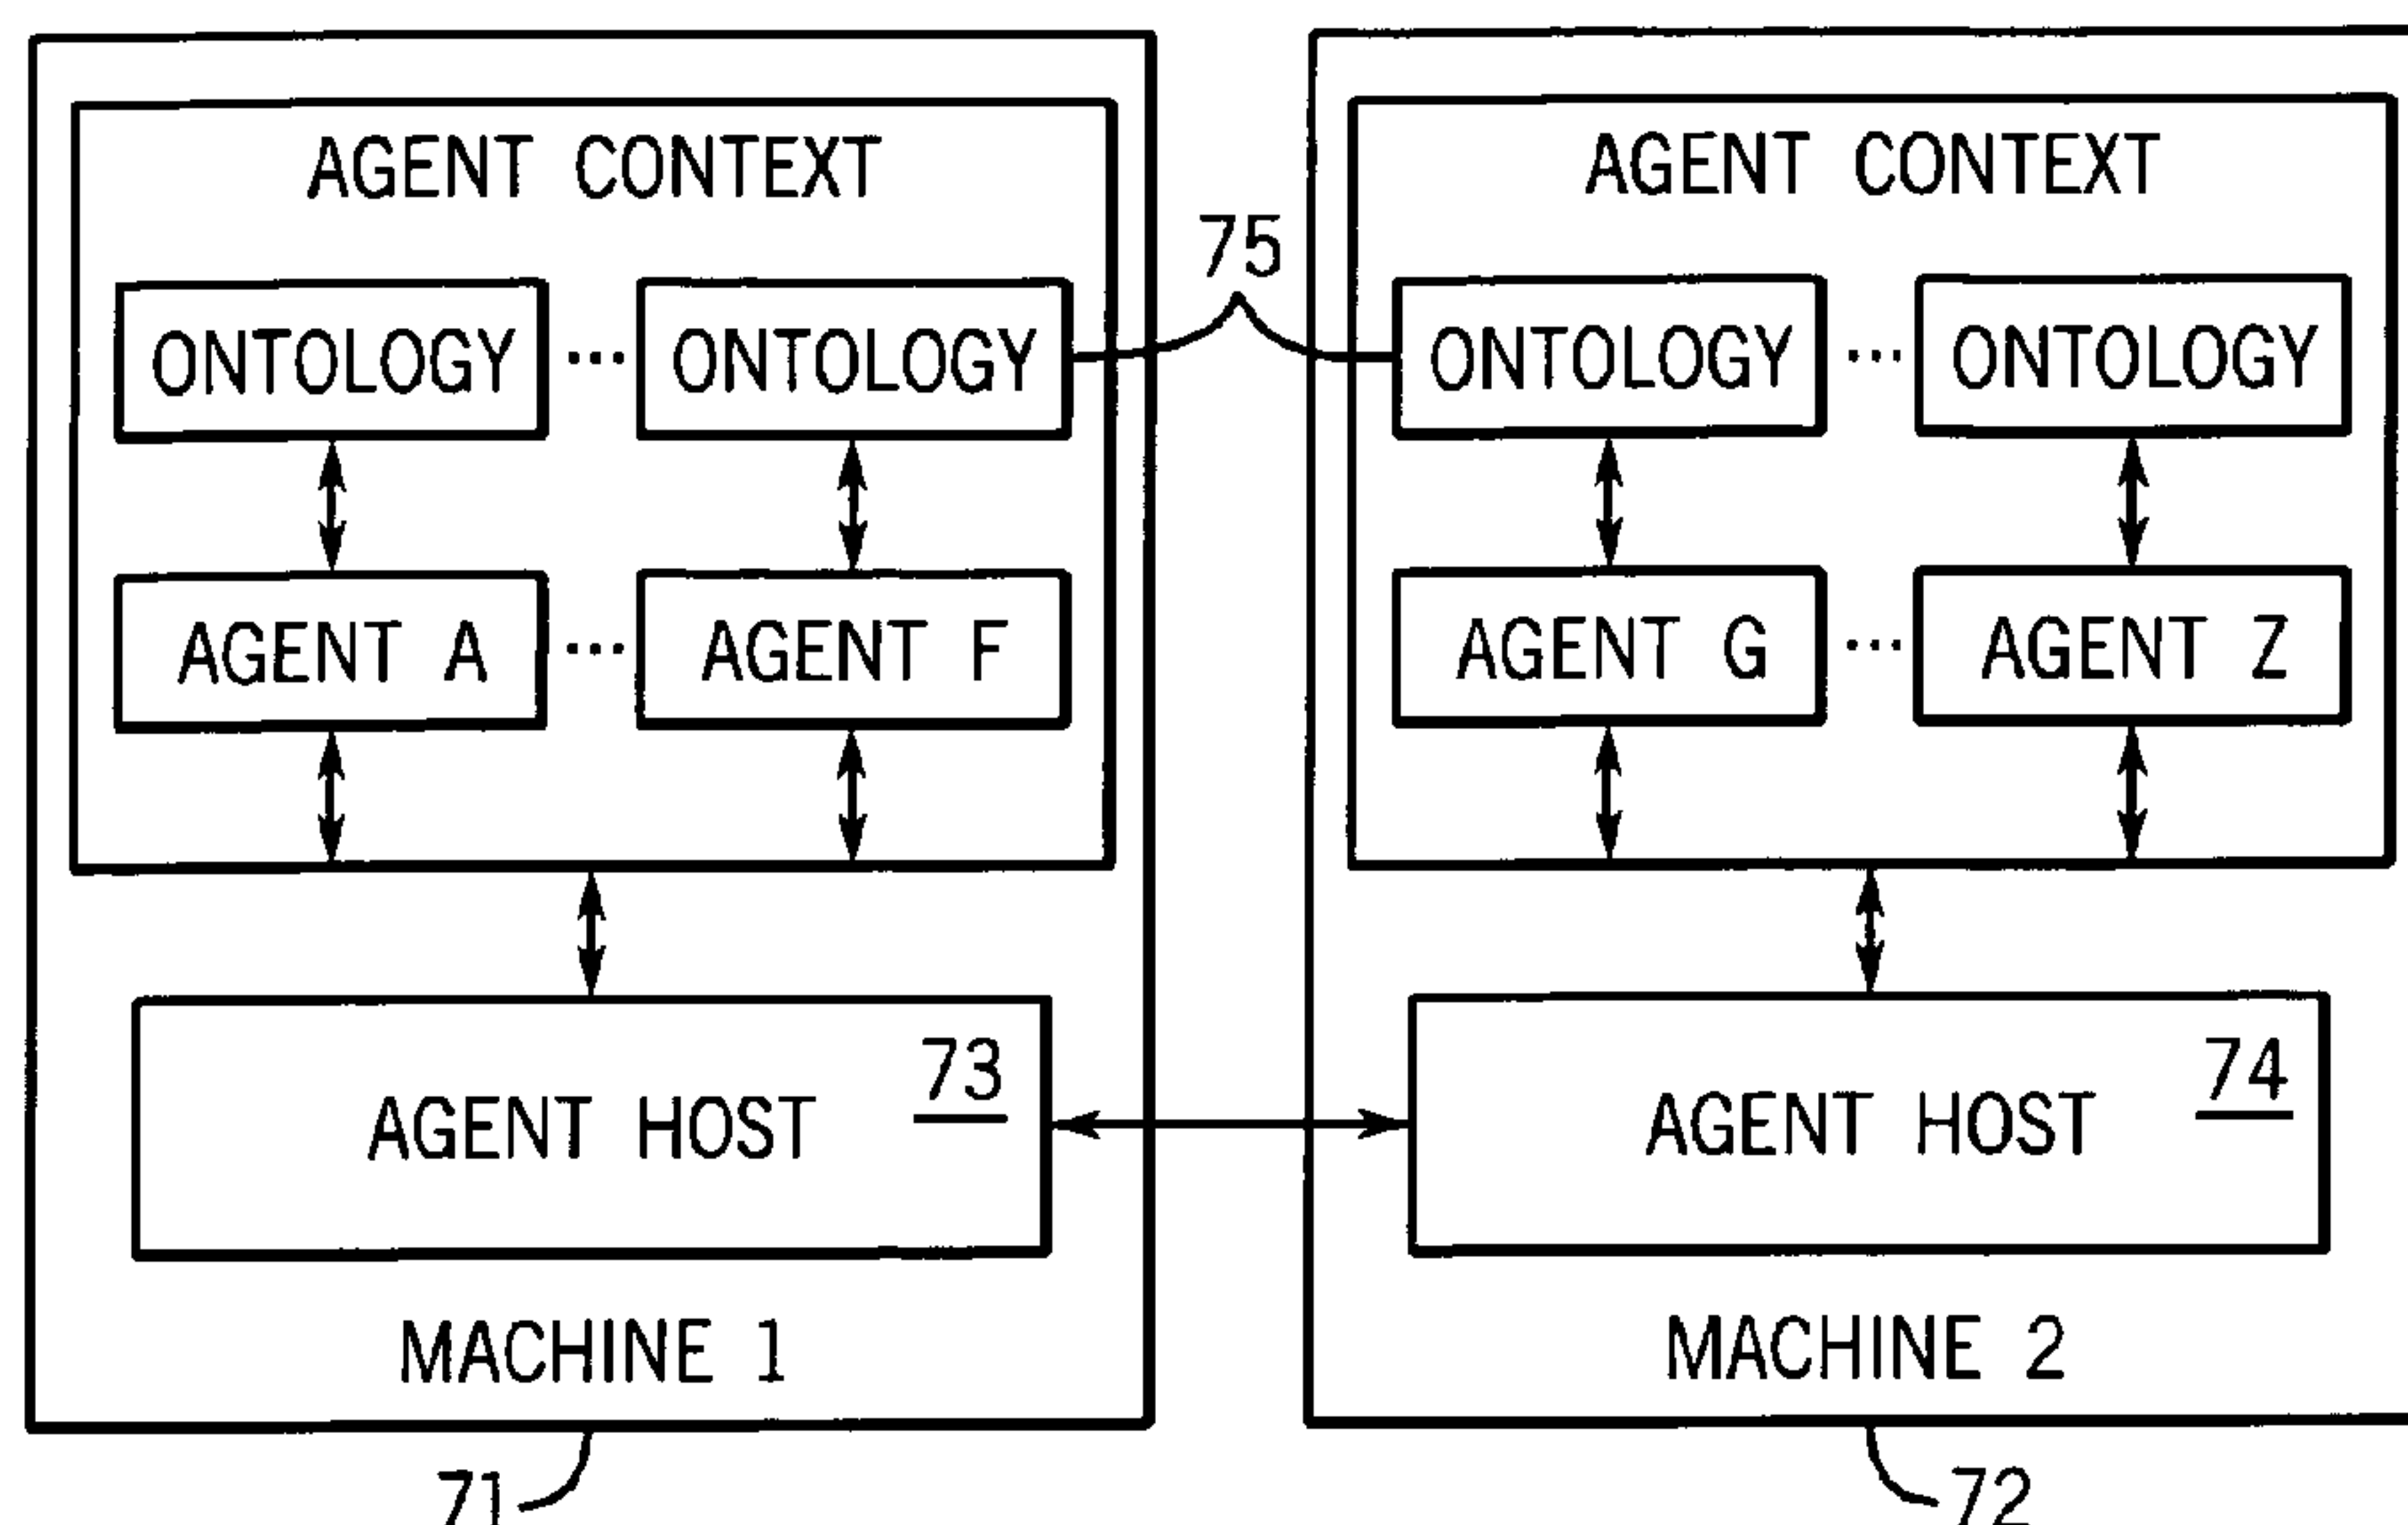 AGENT CONTEXT
ONTOLOGY ... ONTOLOGY
AGENT A ... AGENT F
AGENT HOST 73
MACHINE 1
71
75
AGENT CONTEXT
ONTOLOGY ... ONTOLOGY
AGENT G ... AGENT Z
AGENT HOST 74
MACHINE 2
72